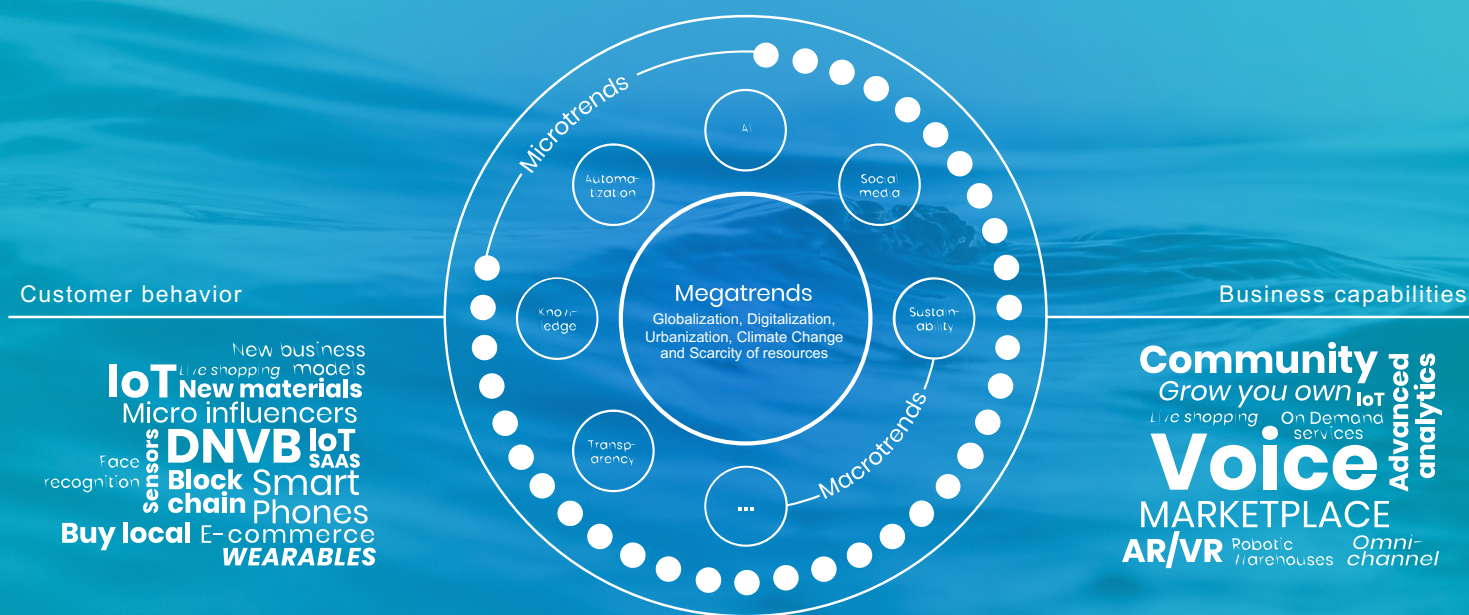 Microtrends
AI
Automa-
tization
Social
media
Customer behavior
Megatrends
Globalization, Digitalization,
Urbanization, Climate Change
and Scarcity of resources
Know-
ledge
Sustain-
ability
Business capabilities
Transp-
arency
...
Macrotrends
New business
models
Live shopping
IoT
New materials
Micro influencers
Sensors
DNVB
IoT
SAAS
Face
recognition
Block
chain
Smart
Phones
Buy local
E-commerce
WEARABLES
Community
Grow you own
IoT
Advanced
analytics
Live shopping
On Demand
services
Voice
MARKETPLACE
AR/VR
Robotic
Warehouses
Omni-
channel